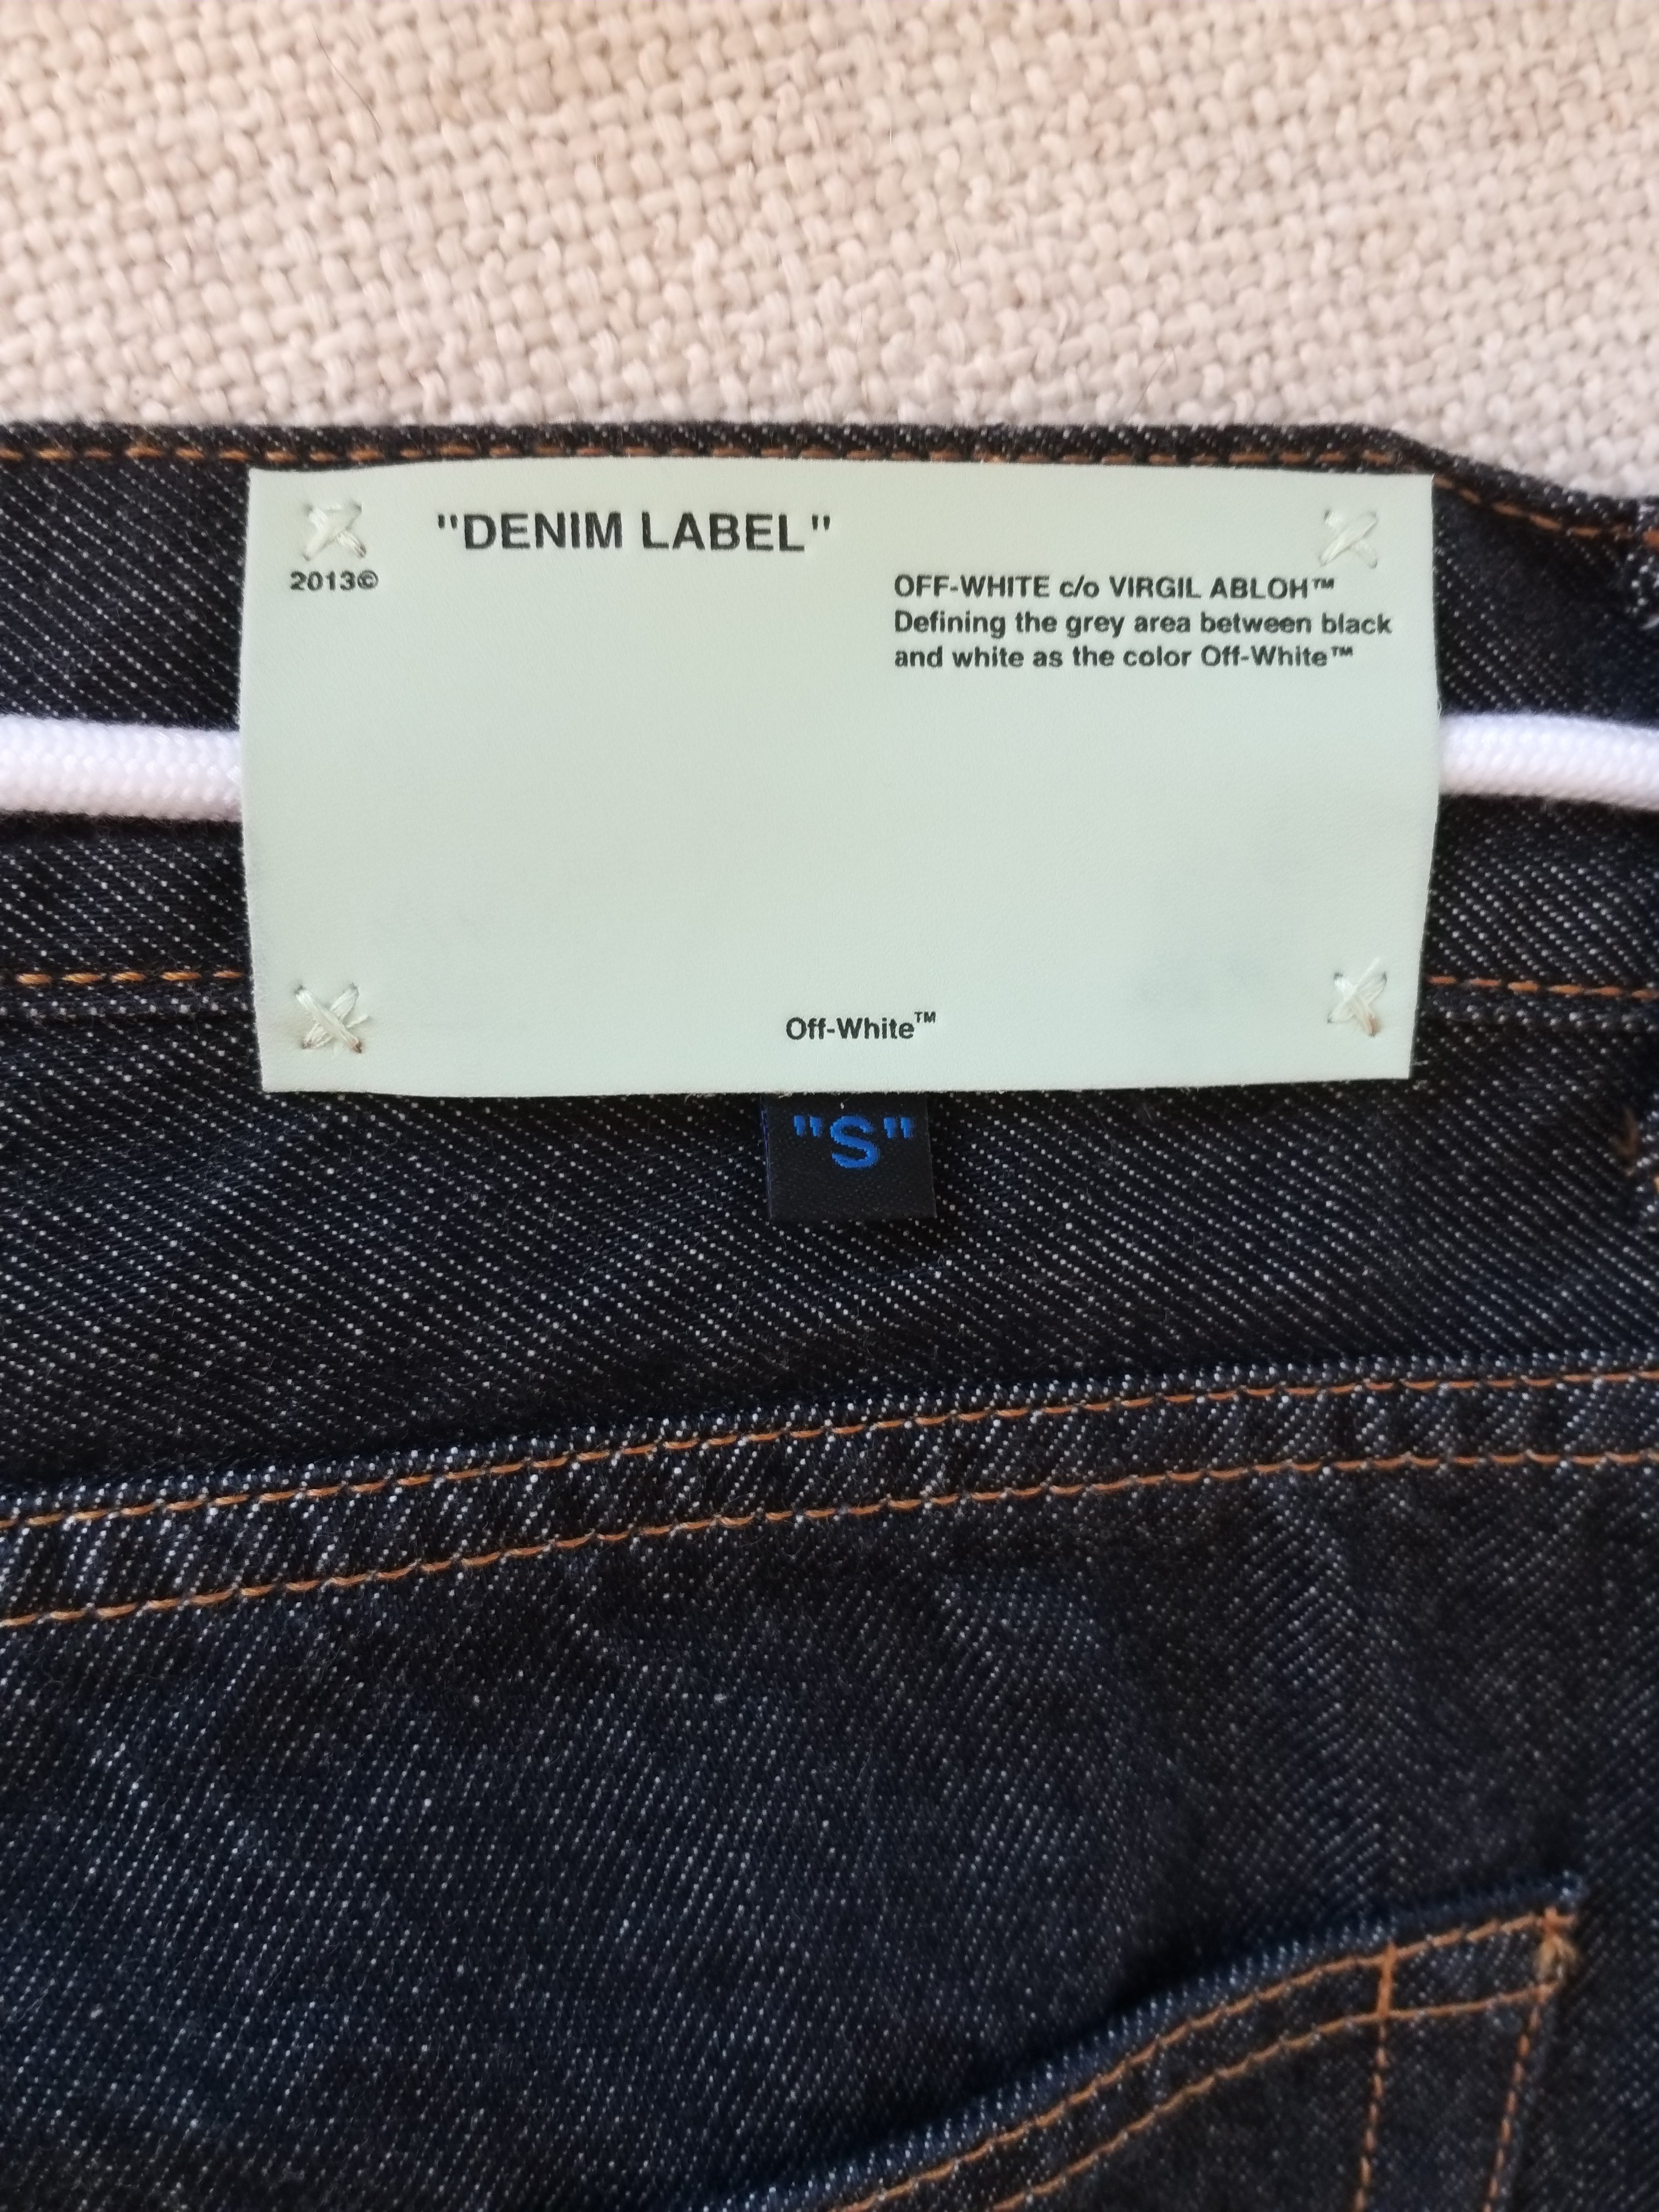 "DENIM LABEL"
2013©
OFF-WHITE c/o VIRGIL ABLOH™
Defining the grey area between black
and white as the color Off-White™
Off-White™
"S"